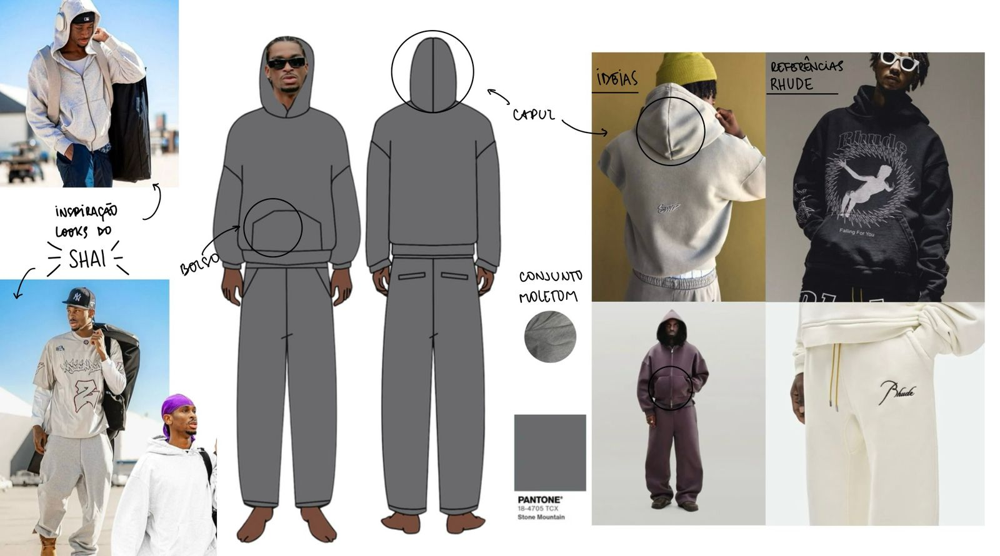 INSPIRAÇÃO
LOOKS DO
SHAI
BOLSO
CAPUZ
CONJUNTO
MOLETOM
PANTONE®
18-4705 TCX
Stone Mountain
IDEIAS
REFERÊNCIAS
RHUDE
Rhude
Falling For You
Rhude
NY